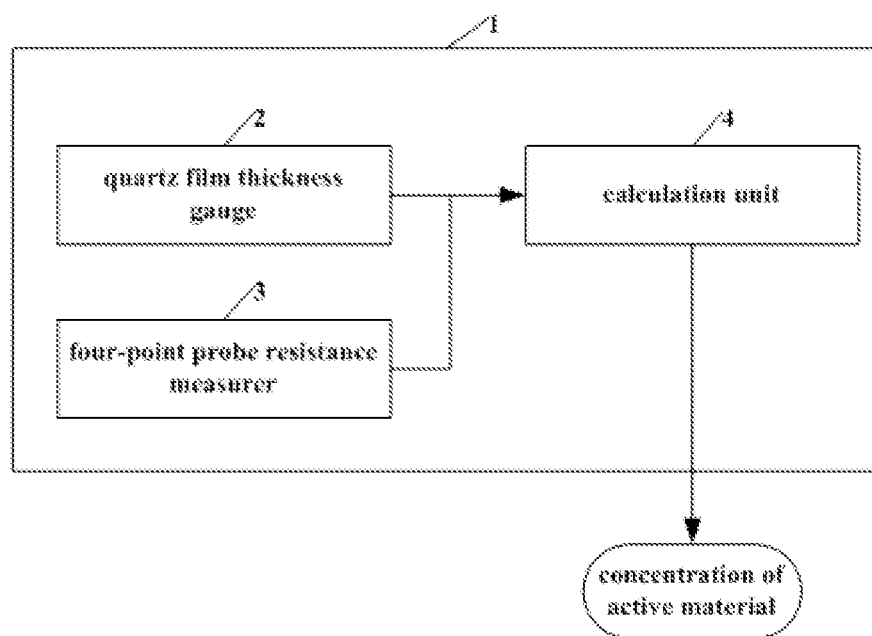 1
2
quartz film thickness
gauge
4
calculation unit
3
four-point probe resistance
measurer
concentration of
active material